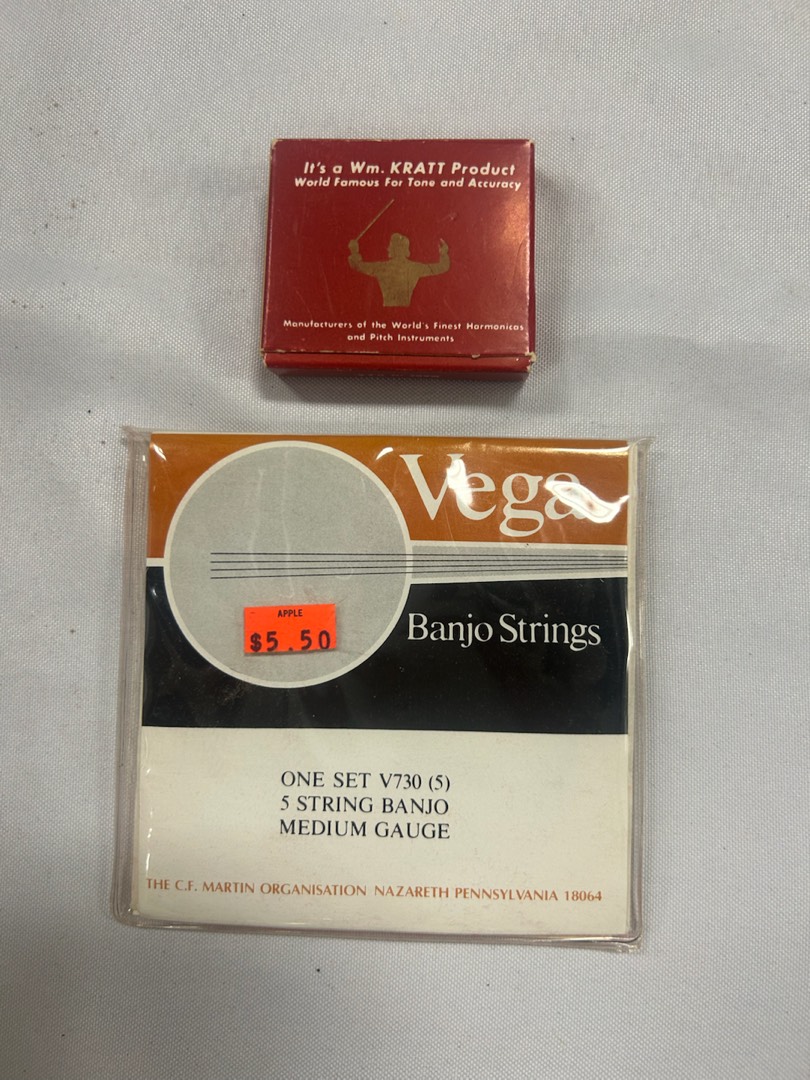 It's a Wm. KRATT Product
World Famous For Tone and Accuracy
Manufacturers of the World's Finest Harmonicas
and Pitch Instruments
Vega
Banjo Strings
APPLE
$5.50
ONE SET V730 (5)
5 STRING BANJO
MEDIUM GAUGE
THE C.F. MARTIN ORGANISATION NAZARETH PENNSYLVANIA 18064